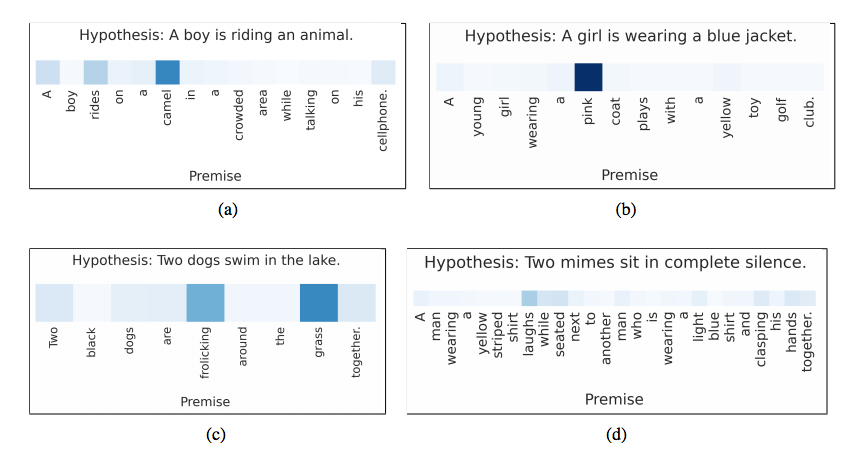 Hypothesis: A boy is riding an animal.
A boy rides on a camel in a crowded area while talking on his cellphone.
Premise
(a)
Hypothesis: A girl is wearing a blue jacket.
A young girl wearing a pink coat plays with a yellow toy golf club.
Premise
(b)
Hypothesis: Two dogs swim in the lake.
Two black dogs are frolicking around the grass together.
Premise
(c)
Hypothesis: Two mimes sit in complete silence.
A man wearing a yellow striped shirt laughs while seated next to another man who is wearing a light blue shirt and clasping his hands together.
Premise
(d)